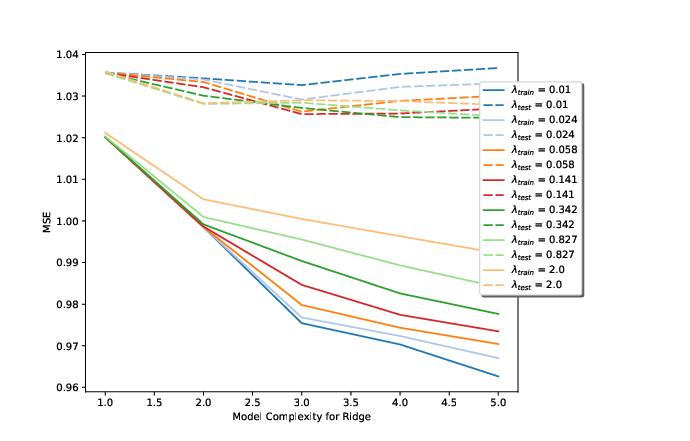 1.04
1.03
1.02
1.01
1.00
0.99
0.98
0.97
0.96
MSE
1.0 1.5 2.0 2.5 3.0 3.5 4.0 4.5 5.0
Model Complexity for Ridge
λtrain = 0.01
λtest = 0.01
λtrain = 0.024
λtest = 0.024
λtrain = 0.058
λtest = 0.058
λtrain = 0.141
λtest = 0.141
λtrain = 0.342
λtest = 0.342
λtrain = 0.827
λtest = 0.827
λtrain = 2.0
λtest = 2.0